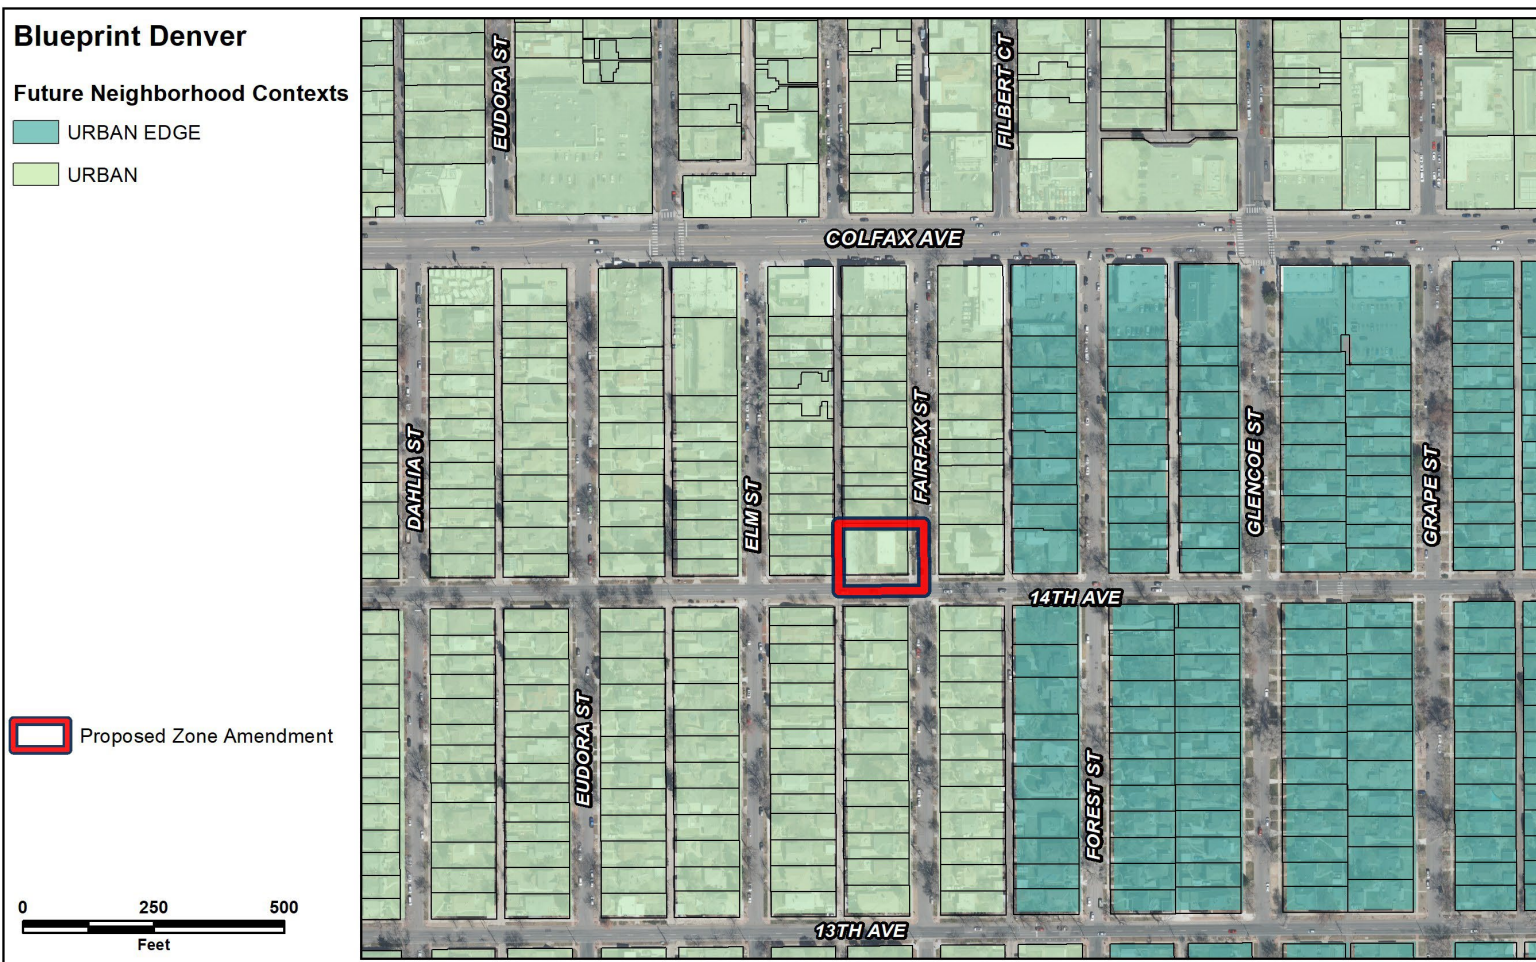 Blueprint Denver
Future Neighborhood Contexts
URBAN EDGE
URBAN
Proposed Zone Amendment
0 250 500
Feet
EUDORA ST
FILBERT CT
COLFAX AVE
DAHLIA ST
ELM ST
FAIRFAX ST
GLENCOE ST
GRAPE ST
14TH AVE
EUDORA ST
FOREST ST
13TH AVE